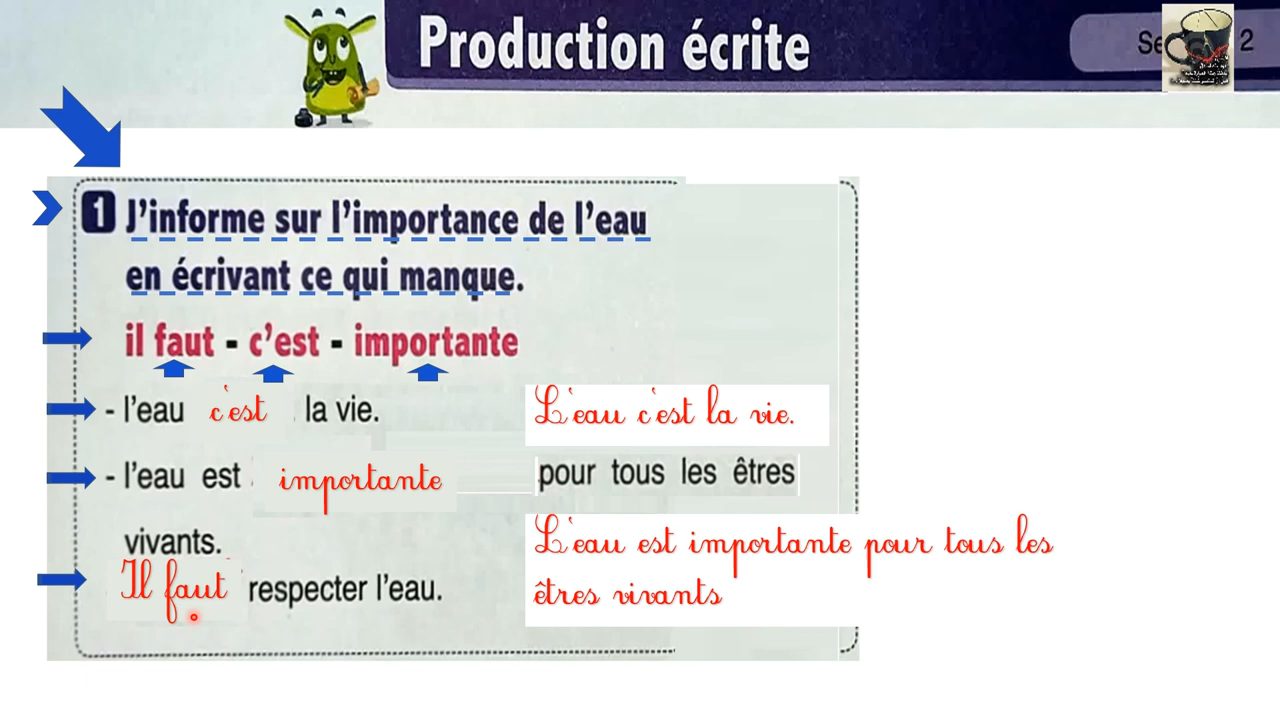 Production écrite
2
1 J'informe sur l'importance de l'eau
en écrivant ce qui manque.
il faut - c'est - importante
- l'eau c'est la vie.
L'eau c'est la vie.
- l'eau est importante pour tous les êtres
vivants.
L'eau est importante pour tous les
êtres vivants
Il faut respecter l'eau.